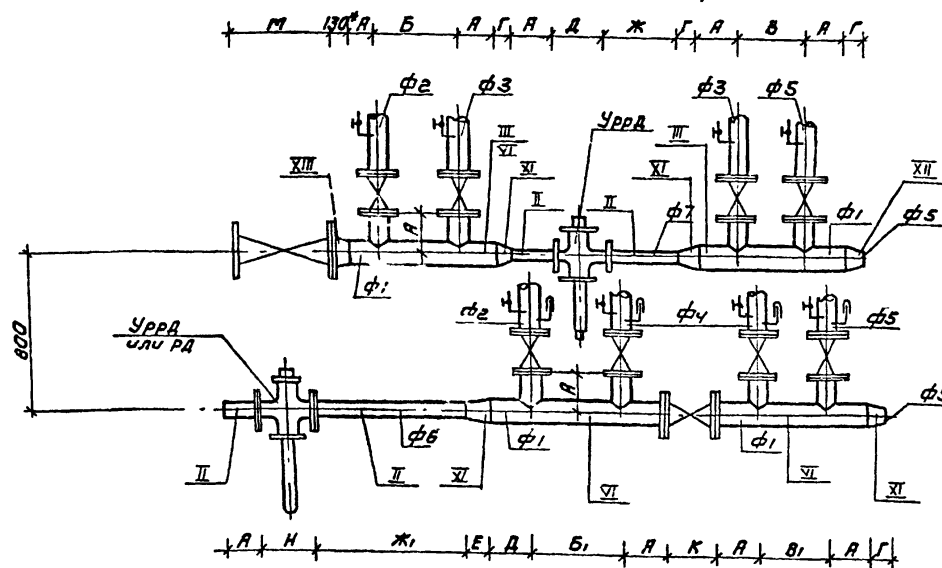 М 130* А Б А Г А Д Ж Г А В А Г
ф2 ф3 УррД ф3 ф5
XIII III VI XI II II XI ф7 III XII
А ф1 ф1 ф5
800
УррД или РД
ф2 ф4 ф5
А
II II ф6 XI ф1 VI ф1 VI XI ф5
А Н Ж₁ Е Д Б₁ А К А В₁ А Г